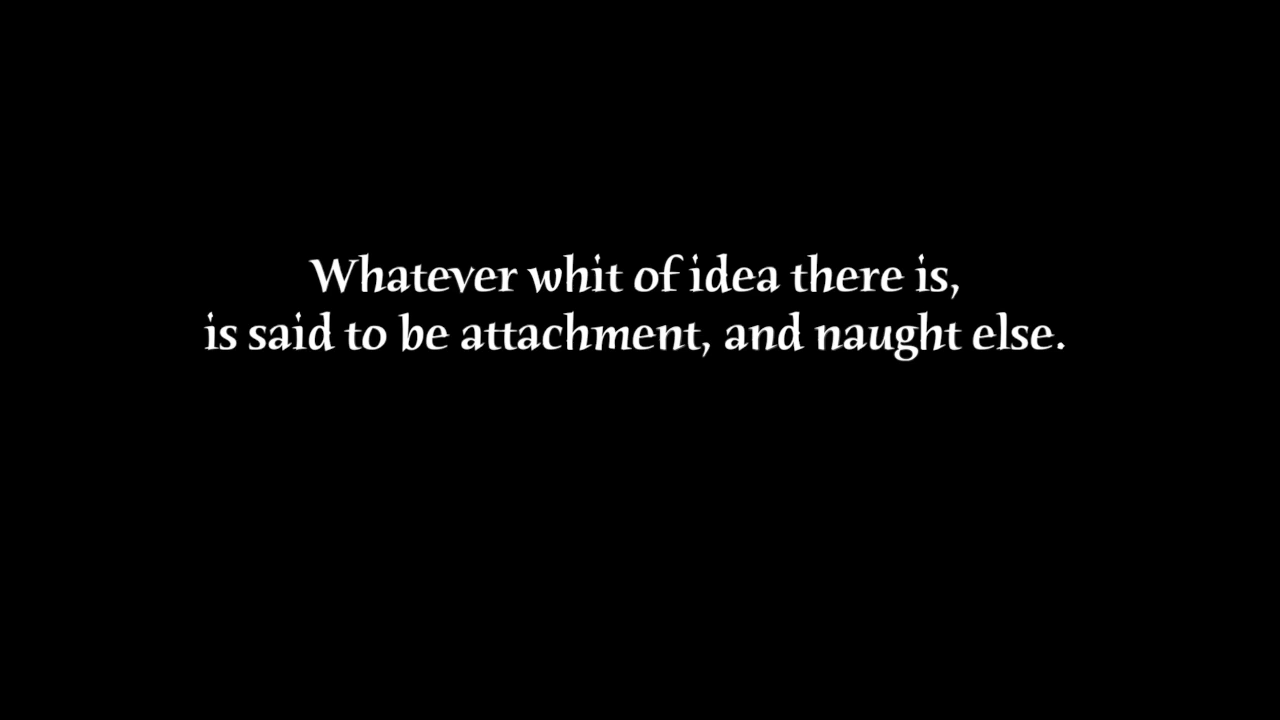 Whatever whit of idea there is,
is said to be attachment, and naught else.